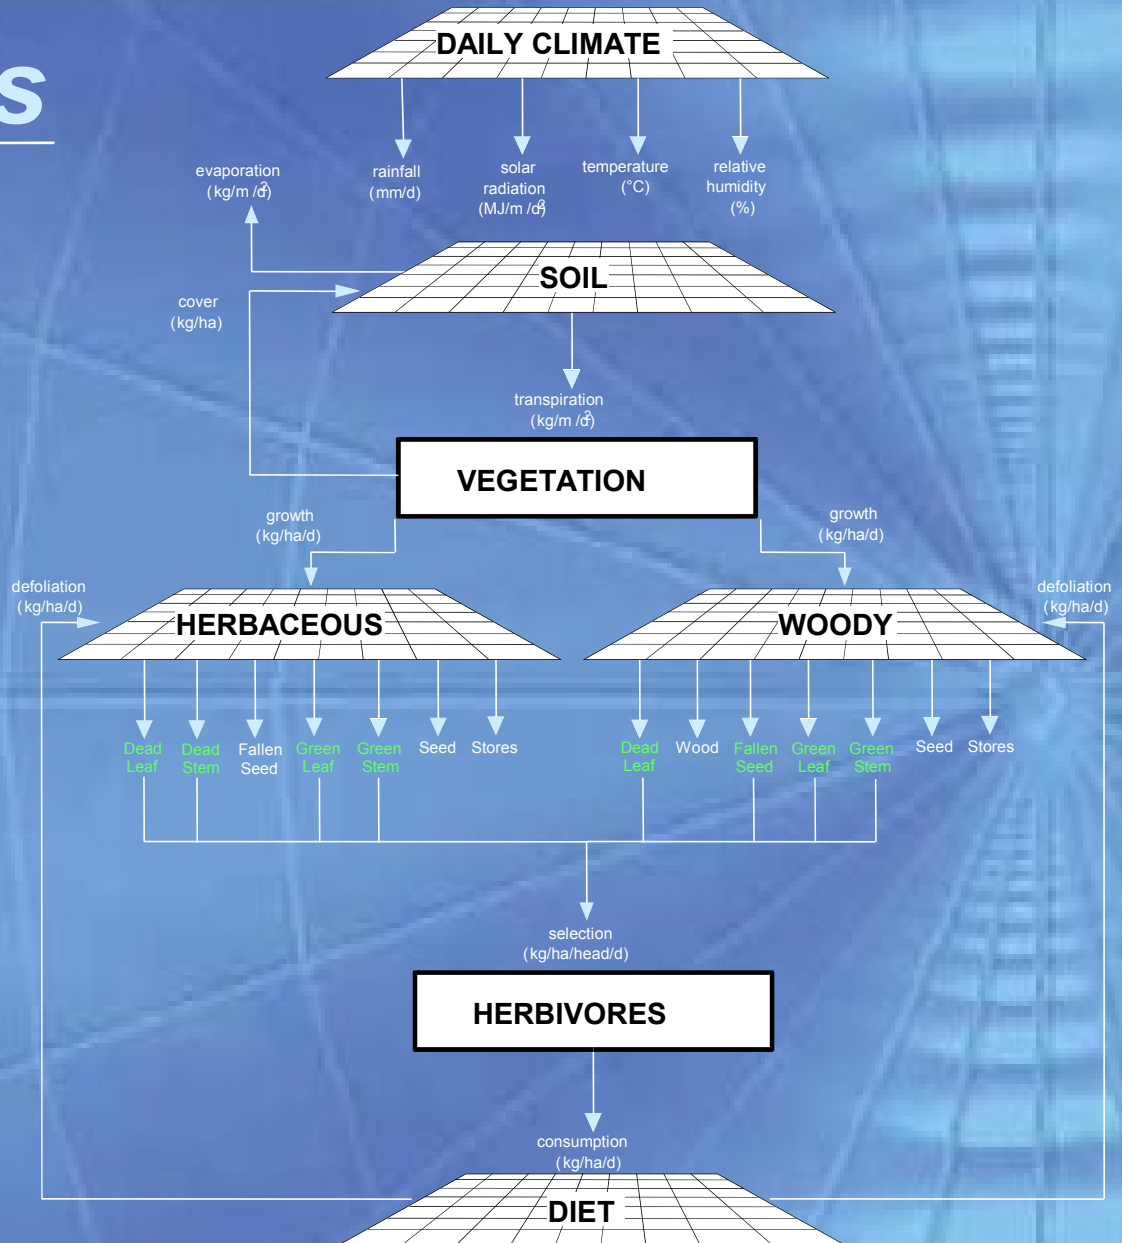 s
DAILY CLIMATE
rainfall
(mm/d)
solar
radiation
(MJ/m²/d)
temperature
(°C)
relative
humidity
(%)
evaporation
(kg/m²/d)
SOIL
cover
(kg/ha)
transpiration
(kg/m²/d)
VEGETATION
growth
(kg/ha/d)
growth
(kg/ha/d)
defoliation
(kg/ha/d)
defoliation
(kg/ha/d)
HERBACEOUS
WOODY
Dead
Leaf
Dead
Stem
Fallen
Seed
Green
Leaf
Green
Stem
Seed
Stores
Dead
Leaf
Wood
Fallen
Seed
Green
Leaf
Green
Stem
Seed
Stores
selection
(kg/ha/head/d)
HERBIVORES
consumption
(kg/ha/d)
DIET